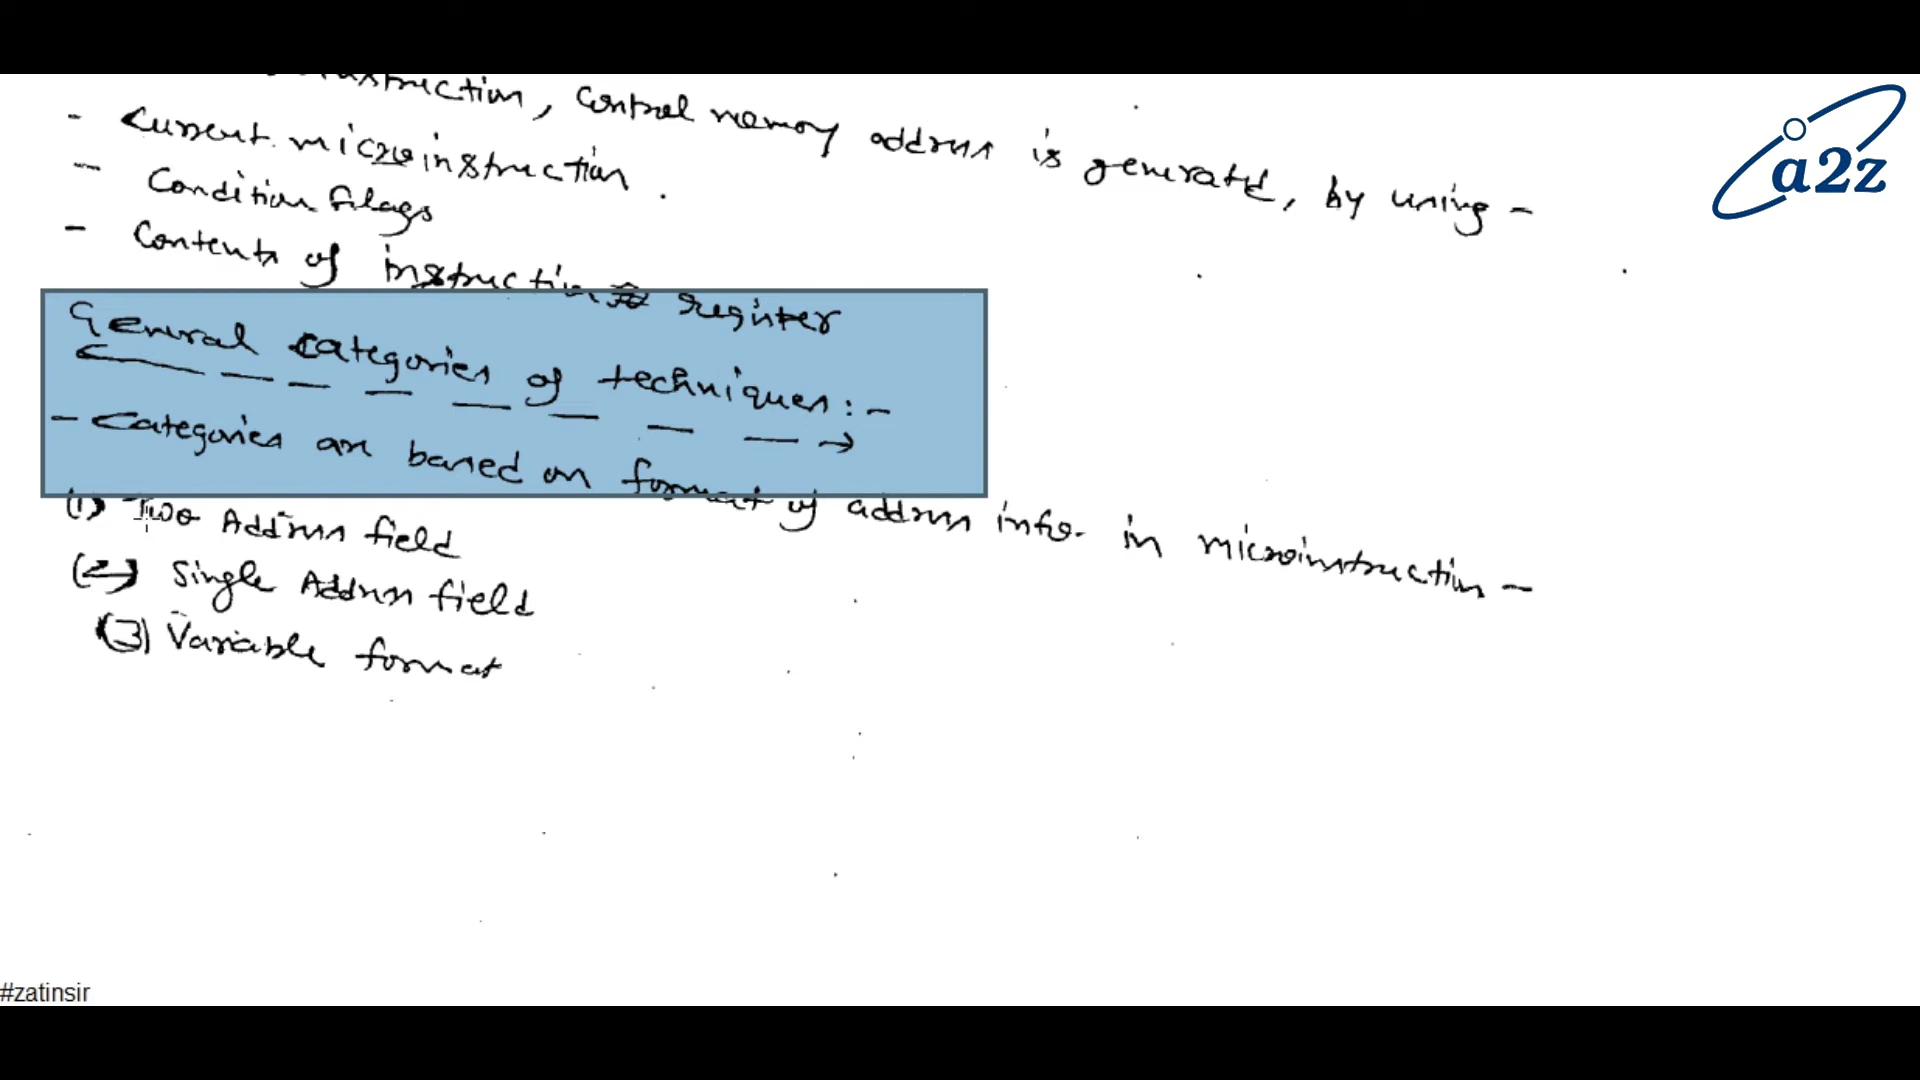 instruction, Control memory address is generated, by using -
- Current microinstruction.
- Condition flags
- Contents of instruction register
General categories of techniques:-
- Categories are based on format of address info. in microinstruction -
(1) Two Address field
(2) Single Address field
(3) Variable format
a2z
#zatinsir